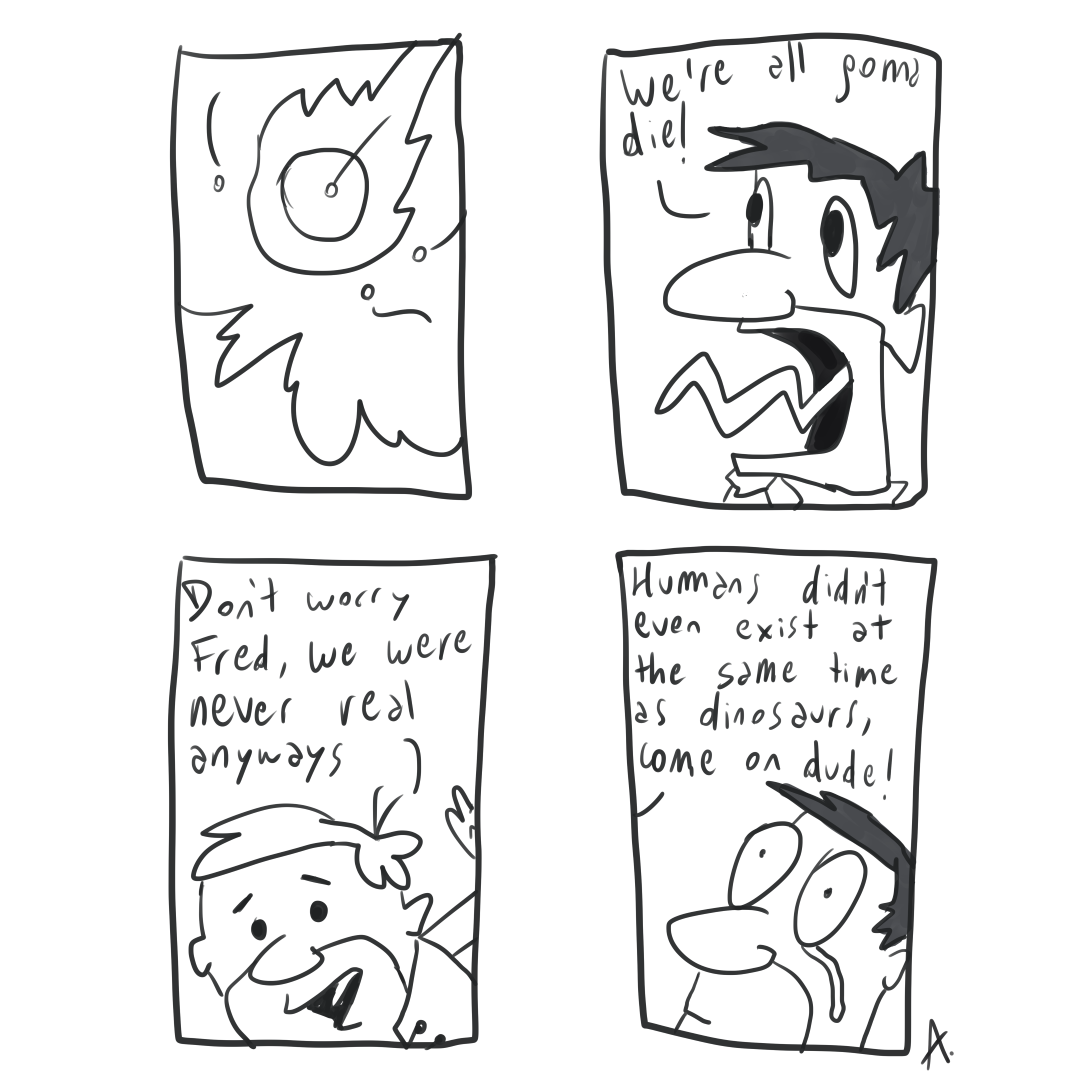 We're all gonna
die!
Don't worry
Fred, we were
never real
anyways
Humans didn't
even exist at
the same time
as dinosaurs,
come on dude!
A.